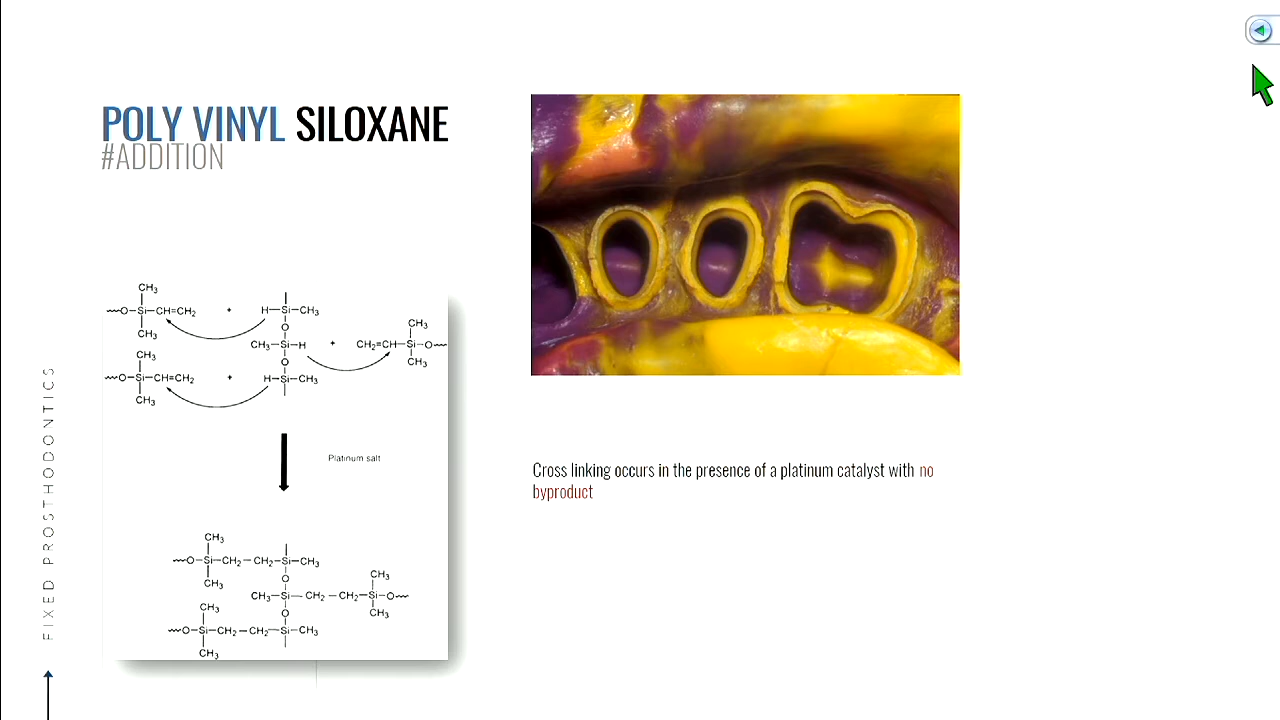 POLY VINYL SILOXANE
#ADDITION
CH3
O-Si-CH=CH2
CH3
+
H-Si-CH3
O
CH3-Si-H
+
CH2=CH-Si-O
CH3
CH3
O
CH3
O-Si-CH=CH2
CH3
+
H-Si-CH3
Platinum salt
CH3
O-Si-CH2-CH2-Si-CH3
CH3
O
CH3
CH3-Si-CH2-CH2-Si-O
CH3
O
CH3
O-Si-CH2-CH2-Si-CH3
CH3
Cross linking occurs in the presence of a platinum catalyst with no
byproduct
FIXED PROSTHODONTICS